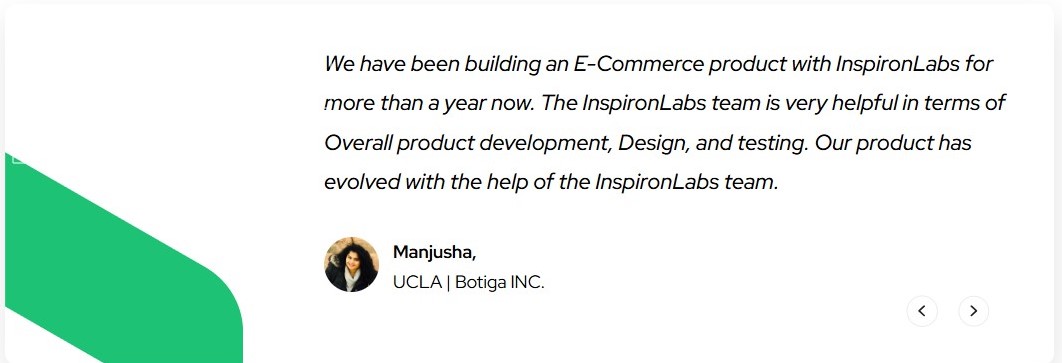 We have been building an E-Commerce product with InspironLabs for
more than a year now. The InspironLabs team is very helpful in terms of
Overall product development, Design, and testing. Our product has
evolved with the help of the InspironLabs team.
Manjusha,
UCLA | Botiga INC.